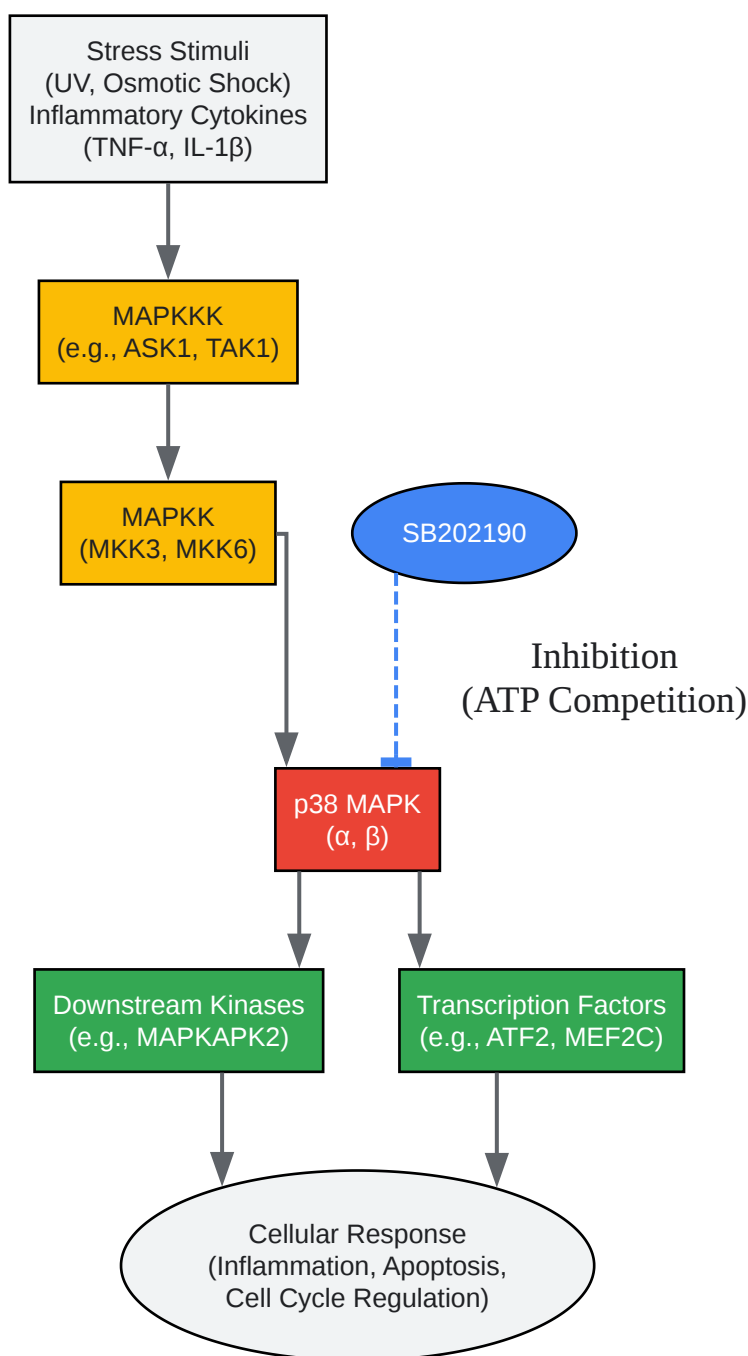 Stress Stimuli
(UV, Osmotic Shock)
Inflammatory Cytokines
(TNF-α, IL-1β)
MAPKKK
(e.g., ASK1, TAK1)
MAPKK
(MKK3, MKK6)
SB202190
Inhibition
(ATP Competition)
p38 MAPK
(α, β)
Downstream Kinases
(e.g., MAPKAPK2)
Transcription Factors
(e.g., ATF2, MEF2C)
Cellular Response
(Inflammation, Apoptosis,
Cell Cycle Regulation)